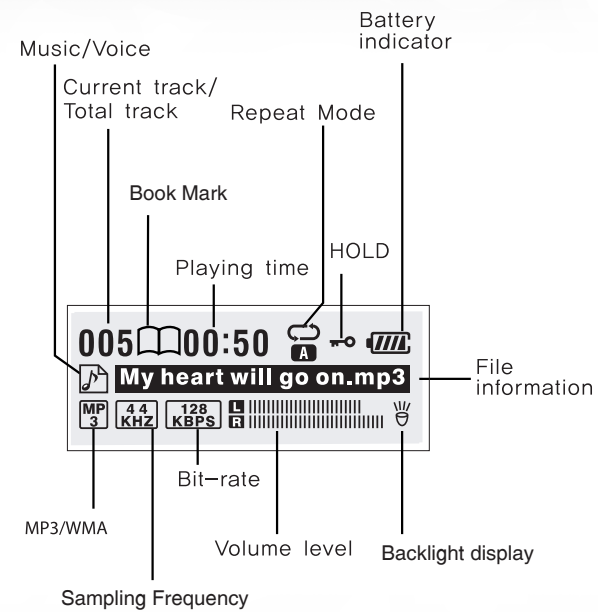 Battery
indicator
Music/Voice
Current track/
Total track
Repeat Mode
Book Mark
HOLD
Playing time
005 00:50
A
My heart will go on.mp3
File
information
MP
3
44
KHZ
128
KBPS
L
R
Bit-rate
MP3/WMA
Volume level
Backlight display
Sampling Frequency